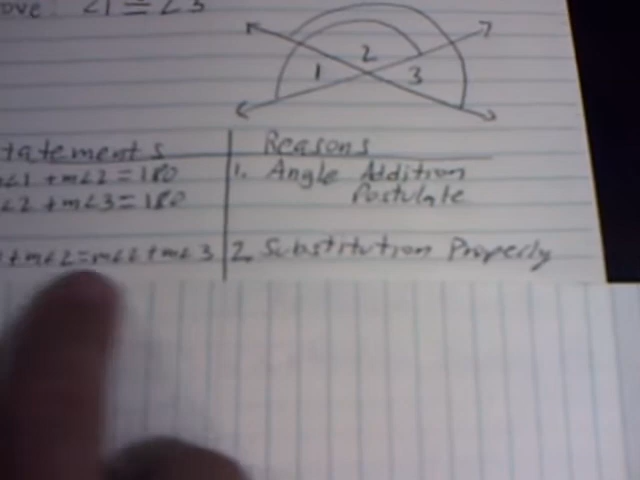 ove: ∠1 ≅ ∠3
2
1 3
tatements Reasons
m∠1 + m∠2 = 180 1. Angle Addition
∠2 + m∠3 = 180 Postulate
+ m∠2 = m∠2 + m∠3 2. Substitution Property